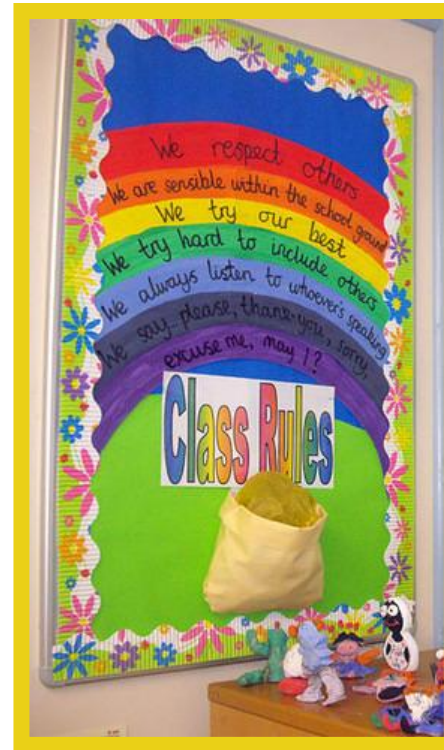 We respect others
We are sensible within the school ground
We try our best
We try hard to include others
We always listen to whoever's speaking
We say... please, thank-you, sorry,
excuse me, may I?
Class Rules